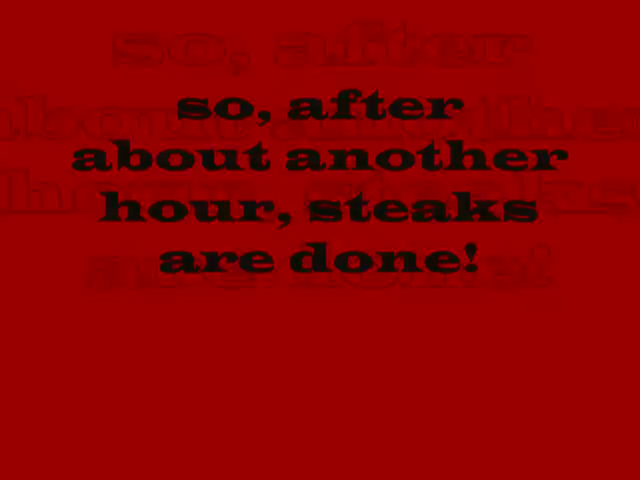 so, after
about another
hour, steaks
are done!